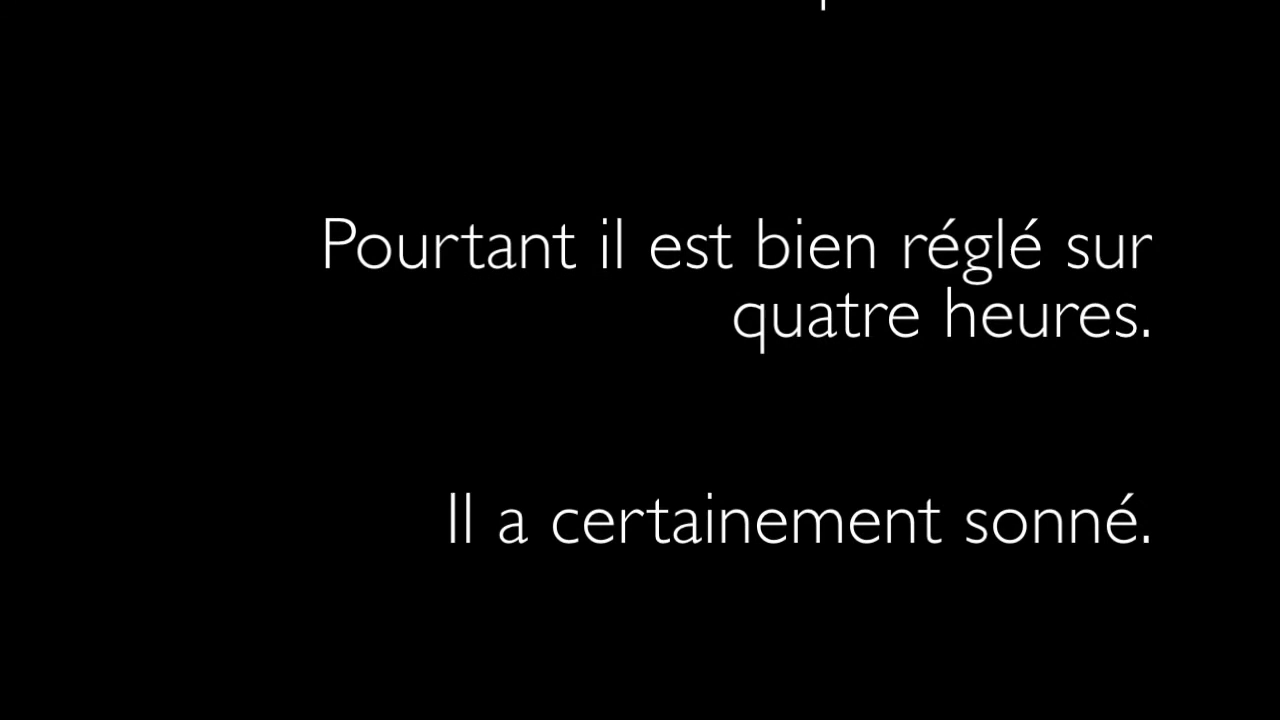 Pourtant il est bien réglé sur
quatre heures.
Il a certainement sonné.